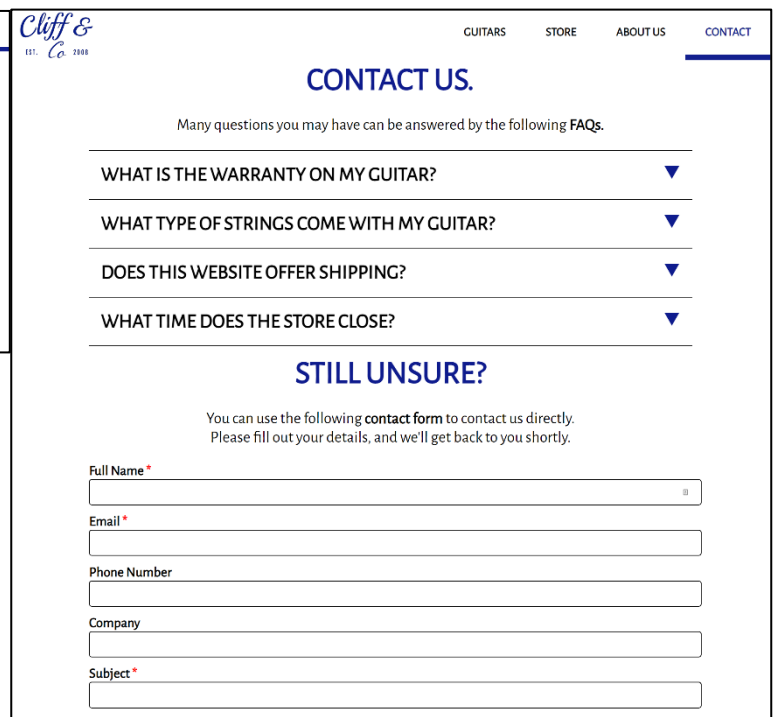 Cliff &
EST. Co. 2008
GUITARS STORE ABOUT US CONTACT
CONTACT US.
Many questions you may have can be answered by the following FAQs.
WHAT IS THE WARRANTY ON MY GUITAR?
WHAT TYPE OF STRINGS COME WITH MY GUITAR?
DOES THIS WEBSITE OFFER SHIPPING?
WHAT TIME DOES THE STORE CLOSE?
STILL UNSURE?
You can use the following contact form to contact us directly.
Please fill out your details, and we'll get back to you shortly.
Full Name *
Email *
Phone Number
Company
Subject *